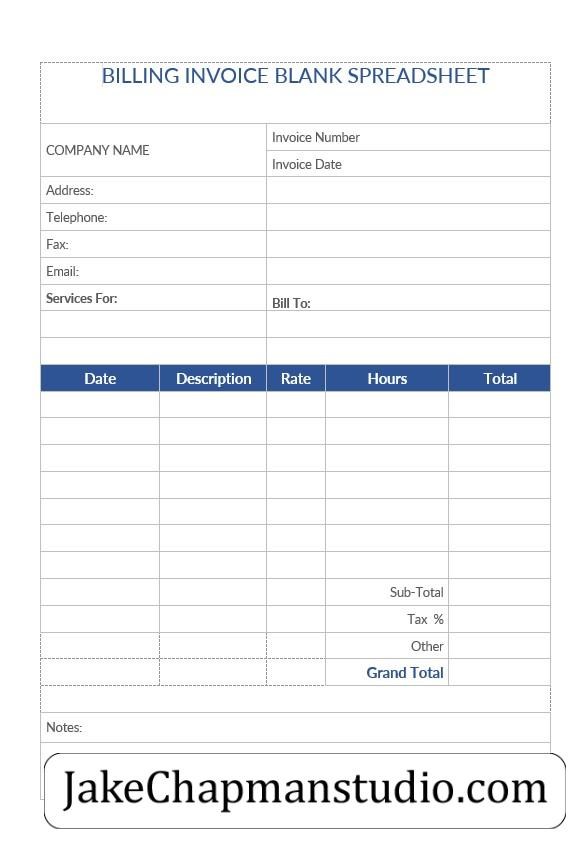 BILLING INVOICE BLANK SPREADSHEET
COMPANY NAME
Invoice Number
Invoice Date
Address:
Telephone:
Fax:
Email:
Services For:
Bill To:
Date Description Rate Hours Total
Sub-Total
Tax %
Other
Grand Total
Notes:
JakeChapmanstudio.com